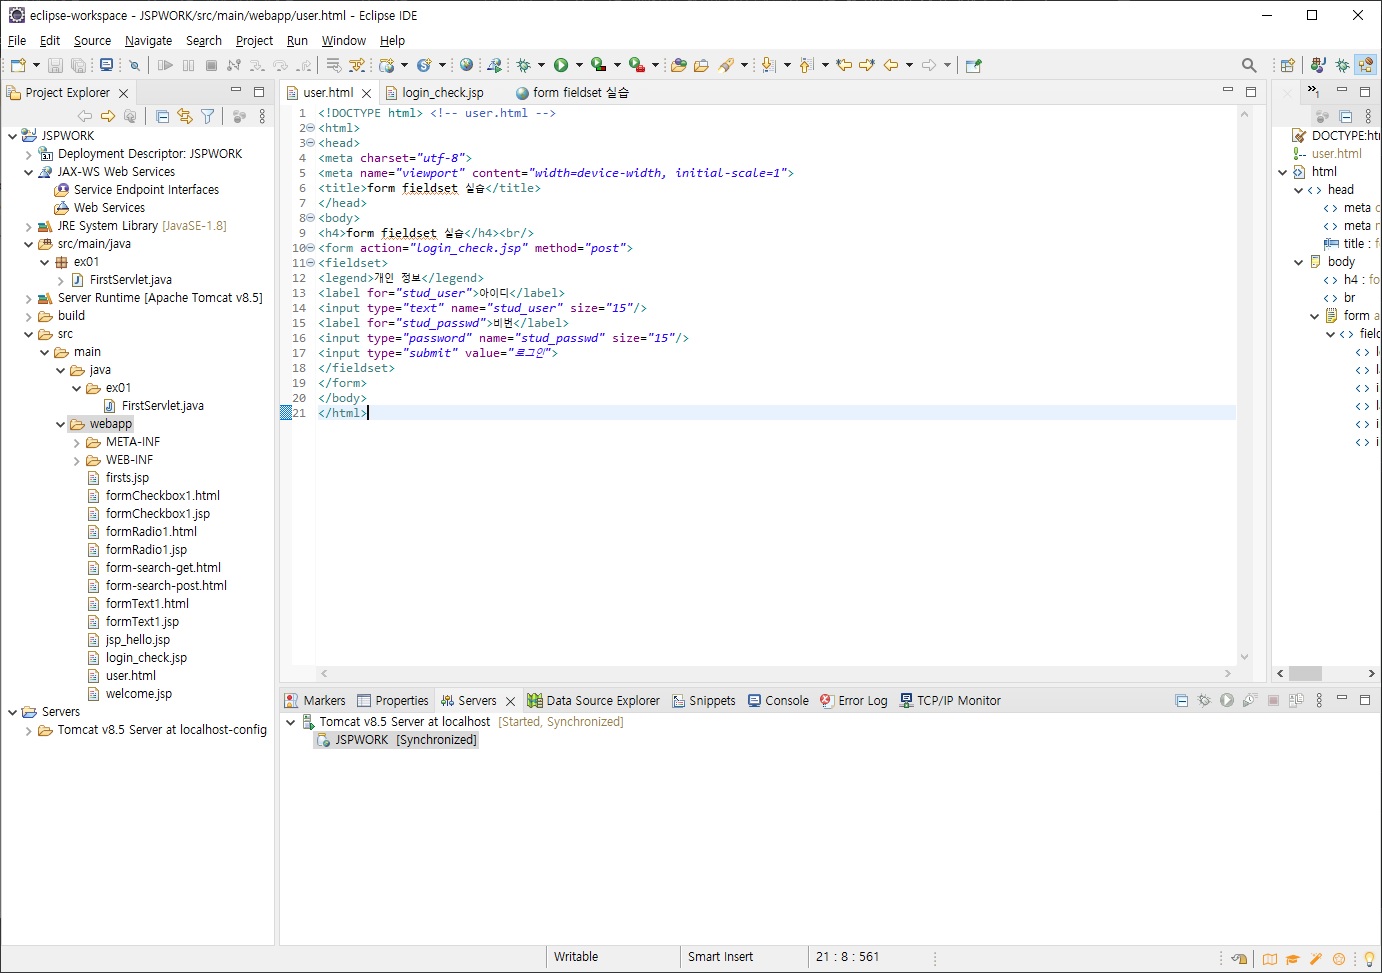 eclipse-workspace - JSPWORK/src/main/webapp/user.html - Eclipse IDE
File Edit Source Navigate Search Project Run Window Help
Project Explorer
JSPWORK
Deployment Descriptor: JSPWORK
JAX-WS Web Services
Service Endpoint Interfaces
Web Services
JRE System Library [JavaSE-1.8]
src/main/java
ex01
FirstServlet.java
Server Runtime [Apache Tomcat v8.5]
build
src
main
java
ex01
FirstServlet.java
webapp
META-INF
WEB-INF
firsts.jsp
formCheckbox1.html
formCheckbox1.jsp
formRadio1.html
formRadio1.jsp
form-search-get.html
form-search-post.html
formText1.html
formText1.jsp
jsp_hello.jsp
login_check.jsp
user.html
welcome.jsp
Servers
Tomcat v8.5 Server at localhost-config
user.html login_check.jsp form fieldset 실습
1 <!DOCTYPE html> <!-- user.html -->
2 <html>
3 <head>
4 <meta charset="utf-8">
5 <meta name="viewport" content="width=device-width, initial-scale=1">
6 <title>form fieldset 실습</title>
7 </head>
8 <body>
9 <h4>form fieldset 실습</h4><br/>
10 <form action="login_check.jsp" method="post">
11 <fieldset>
12 <legend>개인 정보</legend>
13 <label for="stud_user">아이디</label>
14 <input type="text" name="stud_user" size="15"/>
15 <label for="stud_passwd">비번</label>
16 <input type="password" name="stud_passwd" size="15"/>
17 <input type="submit" value="로그인">
18 </fieldset>
19 </form>
20 </body>
21 </html>
»1
DOCTYPE:ht
user.html
html
head
meta
meta
title :
body
h4 : fo
br
form a
field
Markers Properties Servers Data Source Explorer Snippets Console Error Log TCP/IP Monitor
Tomcat v8.5 Server at localhost [Started, Synchronized]
JSPWORK [Synchronized]
Writable Smart Insert 21 : 8 : 561